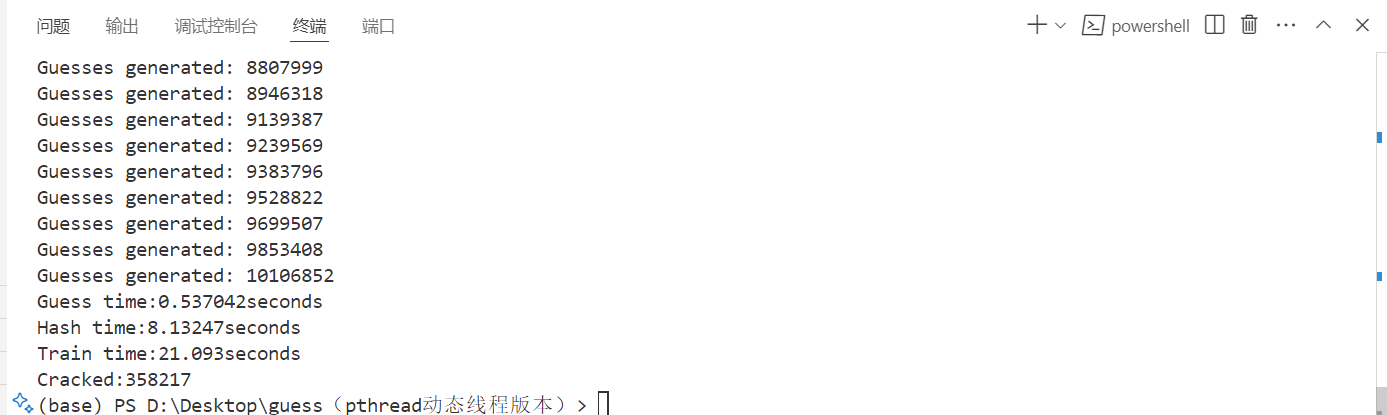 问题 输出 调试控制台 终端 端口 powershell
Guesses generated: 8807999
Guesses generated: 8946318
Guesses generated: 9139387
Guesses generated: 9239569
Guesses generated: 9383796
Guesses generated: 9528822
Guesses generated: 9699507
Guesses generated: 9853408
Guesses generated: 10106852
Guess time:0.537042seconds
Hash time:8.13247seconds
Train time:21.093seconds
Cracked:358217
(base) PS D:\Desktop\guess（pthread动态线程版本）>